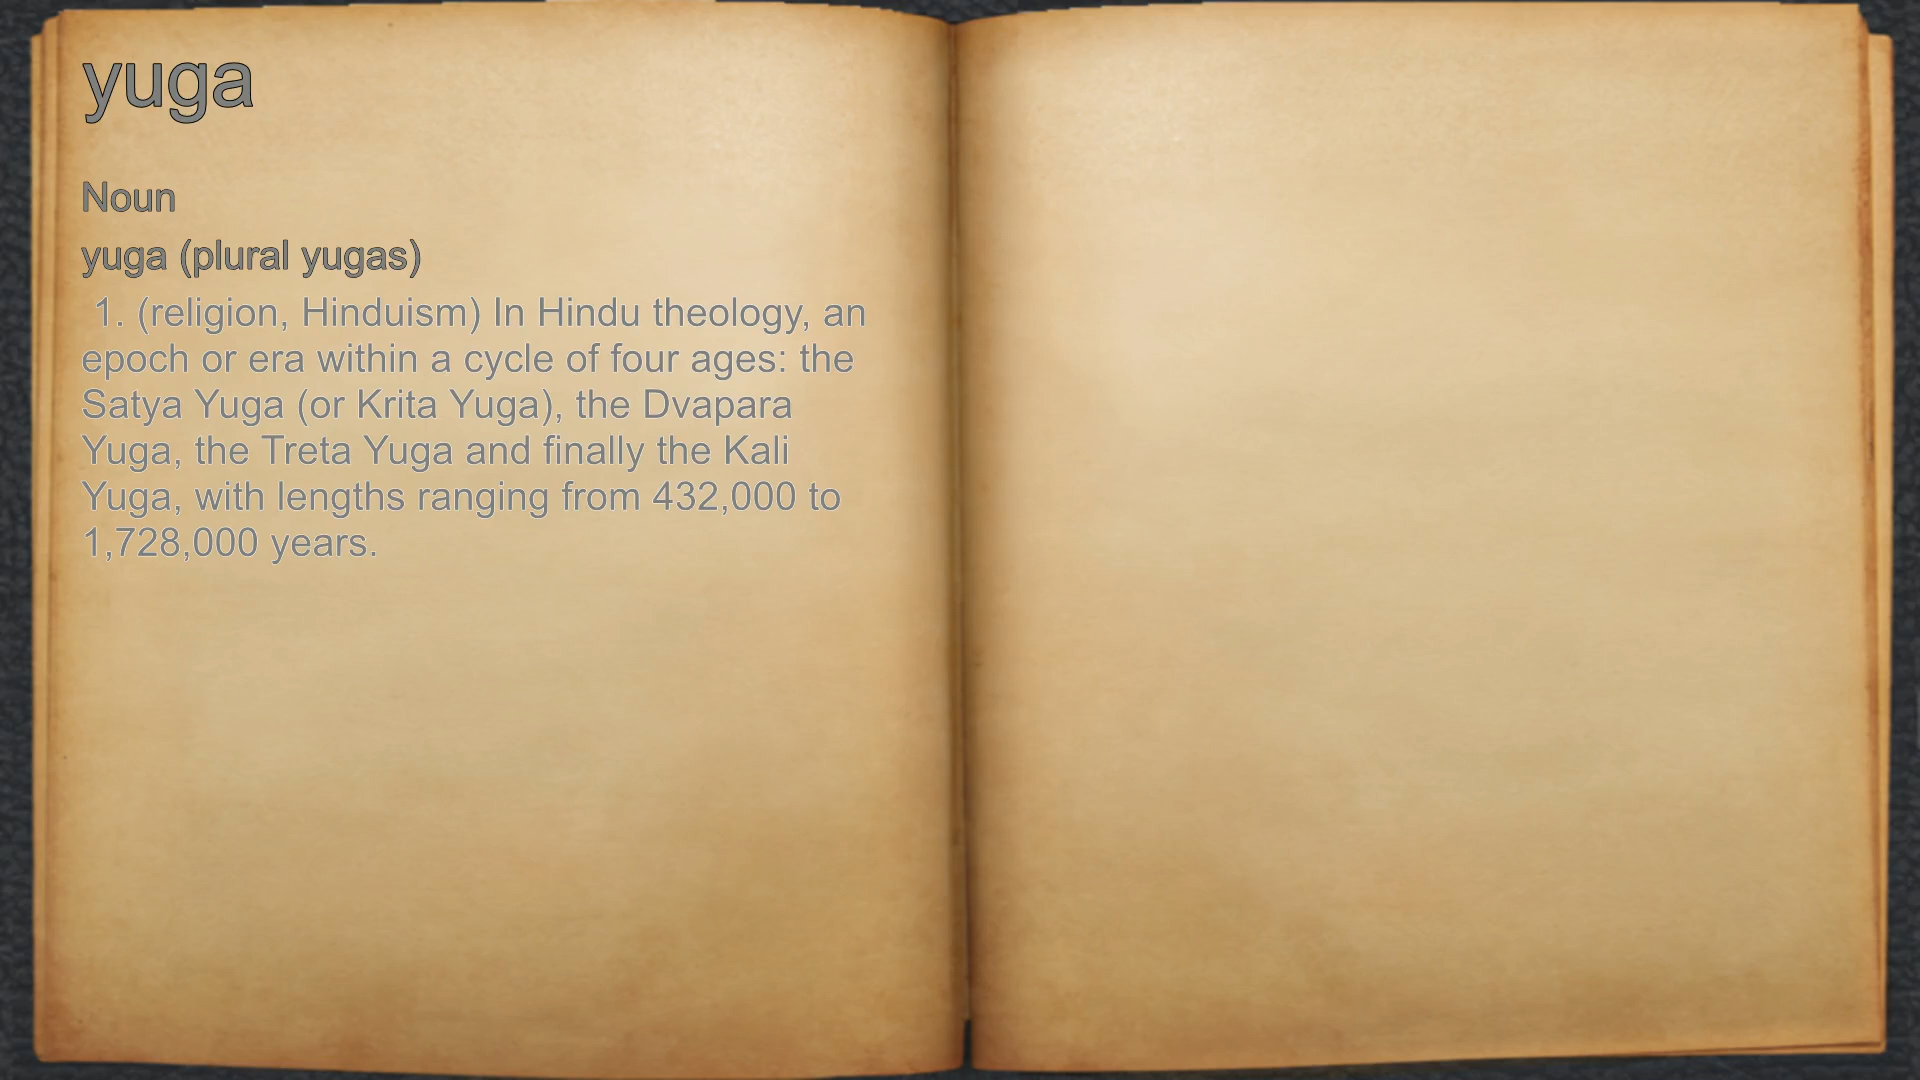 yuga
Noun
yuga (plural yugas)
1. (religion, Hinduism) In Hindu theology, an
epoch or era within a cycle of four ages: the
Satya Yuga (or Krita Yuga), the Dvapara
Yuga, the Treta Yuga and finally the Kali
Yuga, with lengths ranging from 432,000 to
1,728,000 years.